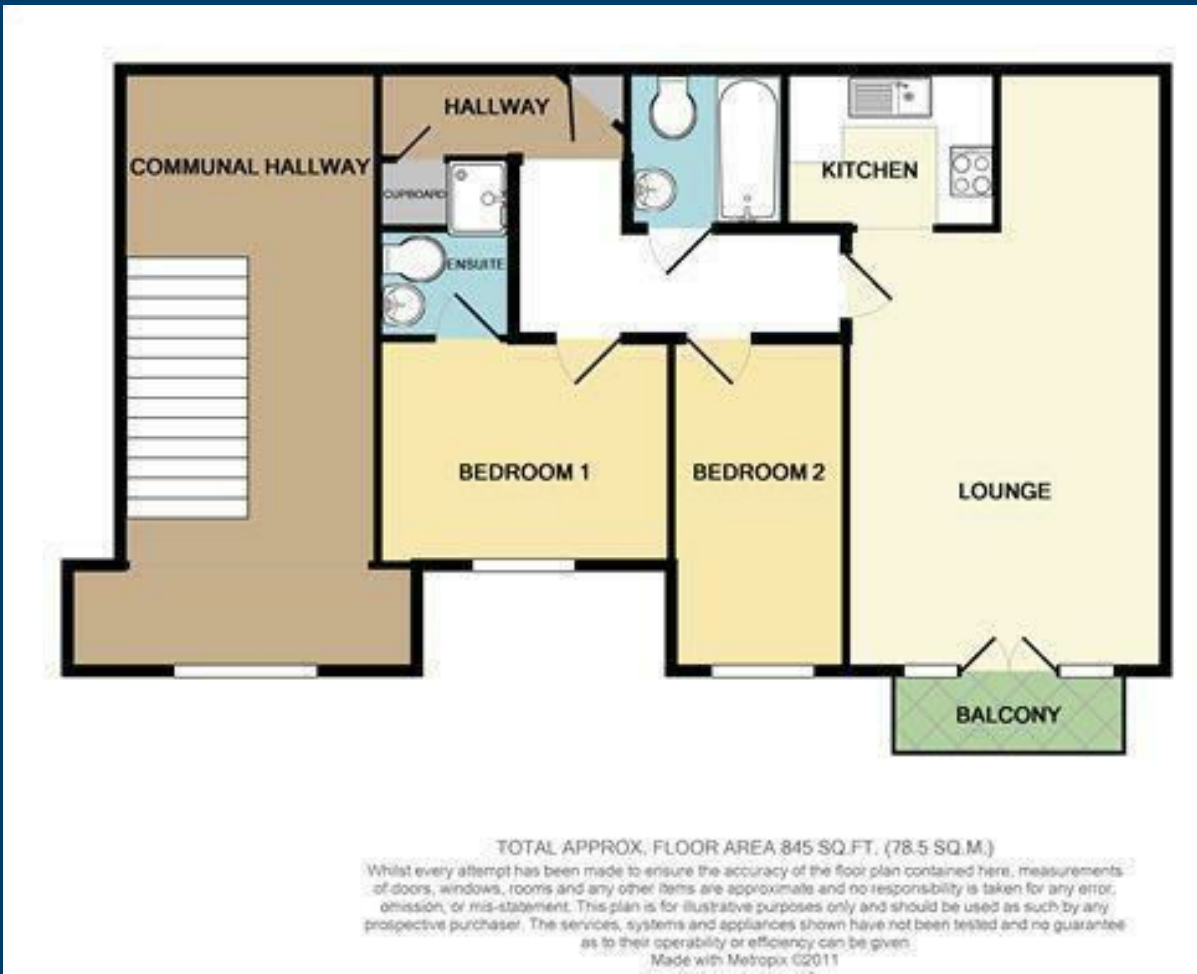 HALLWAY
COMMUNAL HALLWAY
KITCHEN
CUPBOARD
ENSUITE
BEDROOM 1
BEDROOM 2
LOUNGE
BALCONY
TOTAL APPROX. FLOOR AREA 845 SQ.FT. (78.5 SQ.M.)
Whilst every attempt has been made to ensure the accuracy of the floor plan contained here, measurements
of doors, windows, rooms and any other items are approximate and no responsibility is taken for any error,
omission, or mis-statement. This plan is for illustrative purposes only and should be used as such by any
prospective purchaser. The services, systems and appliances shown have not been tested and no guarantee
as to their operability or efficiency can be given
Made with Metropix ©2011